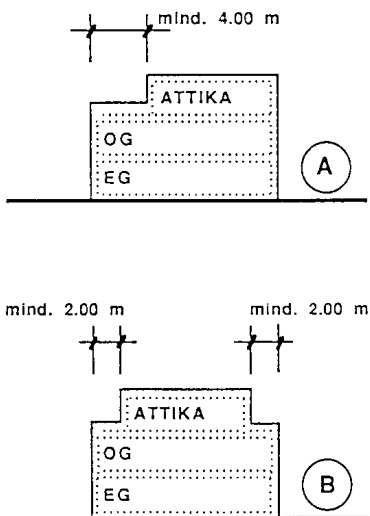 mind. 4.00 m
ATTIKA
OG
EG
A
mind. 2.00 m mind. 2.00 m
ATTIKA
OG
EG
B